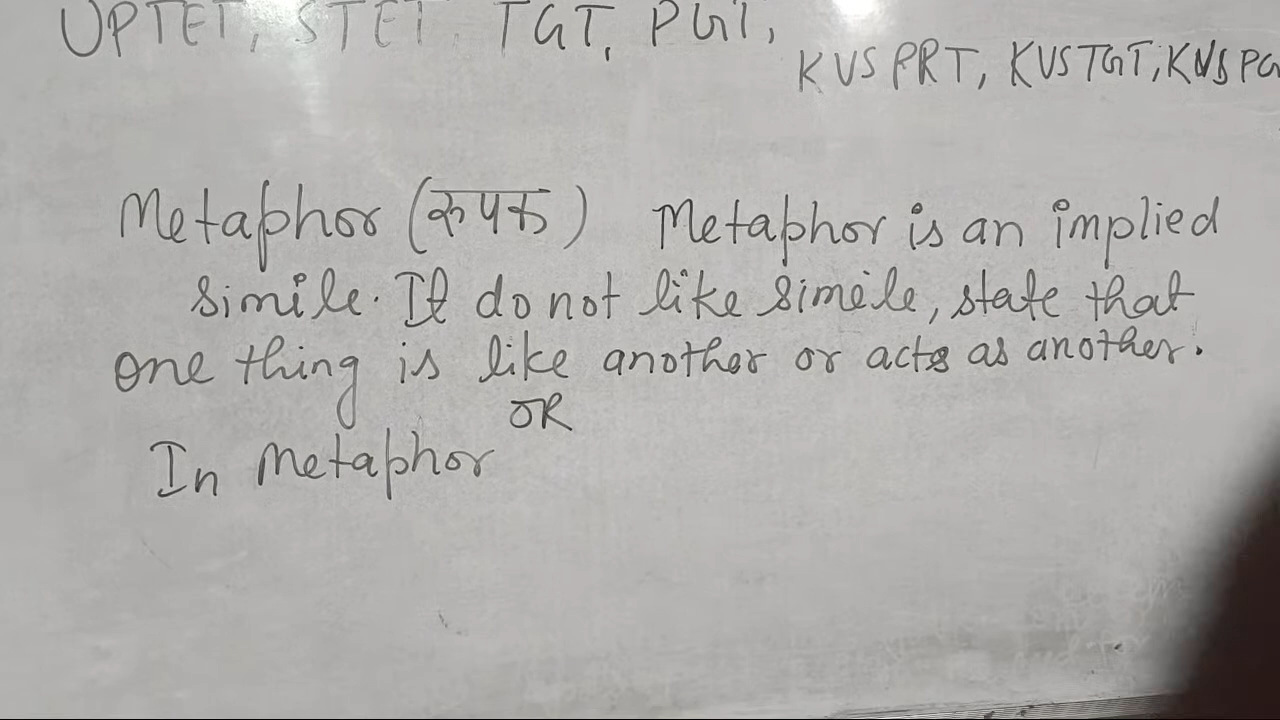 UPTET, STET, TGT, PGT,
KVS PRT, KVS TGT, KVS PG
Metaphor (रूपक) Metaphor is an implied
simile. It do not like simile, state that
one thing is like another or acts as another.
OR
In Metaphor